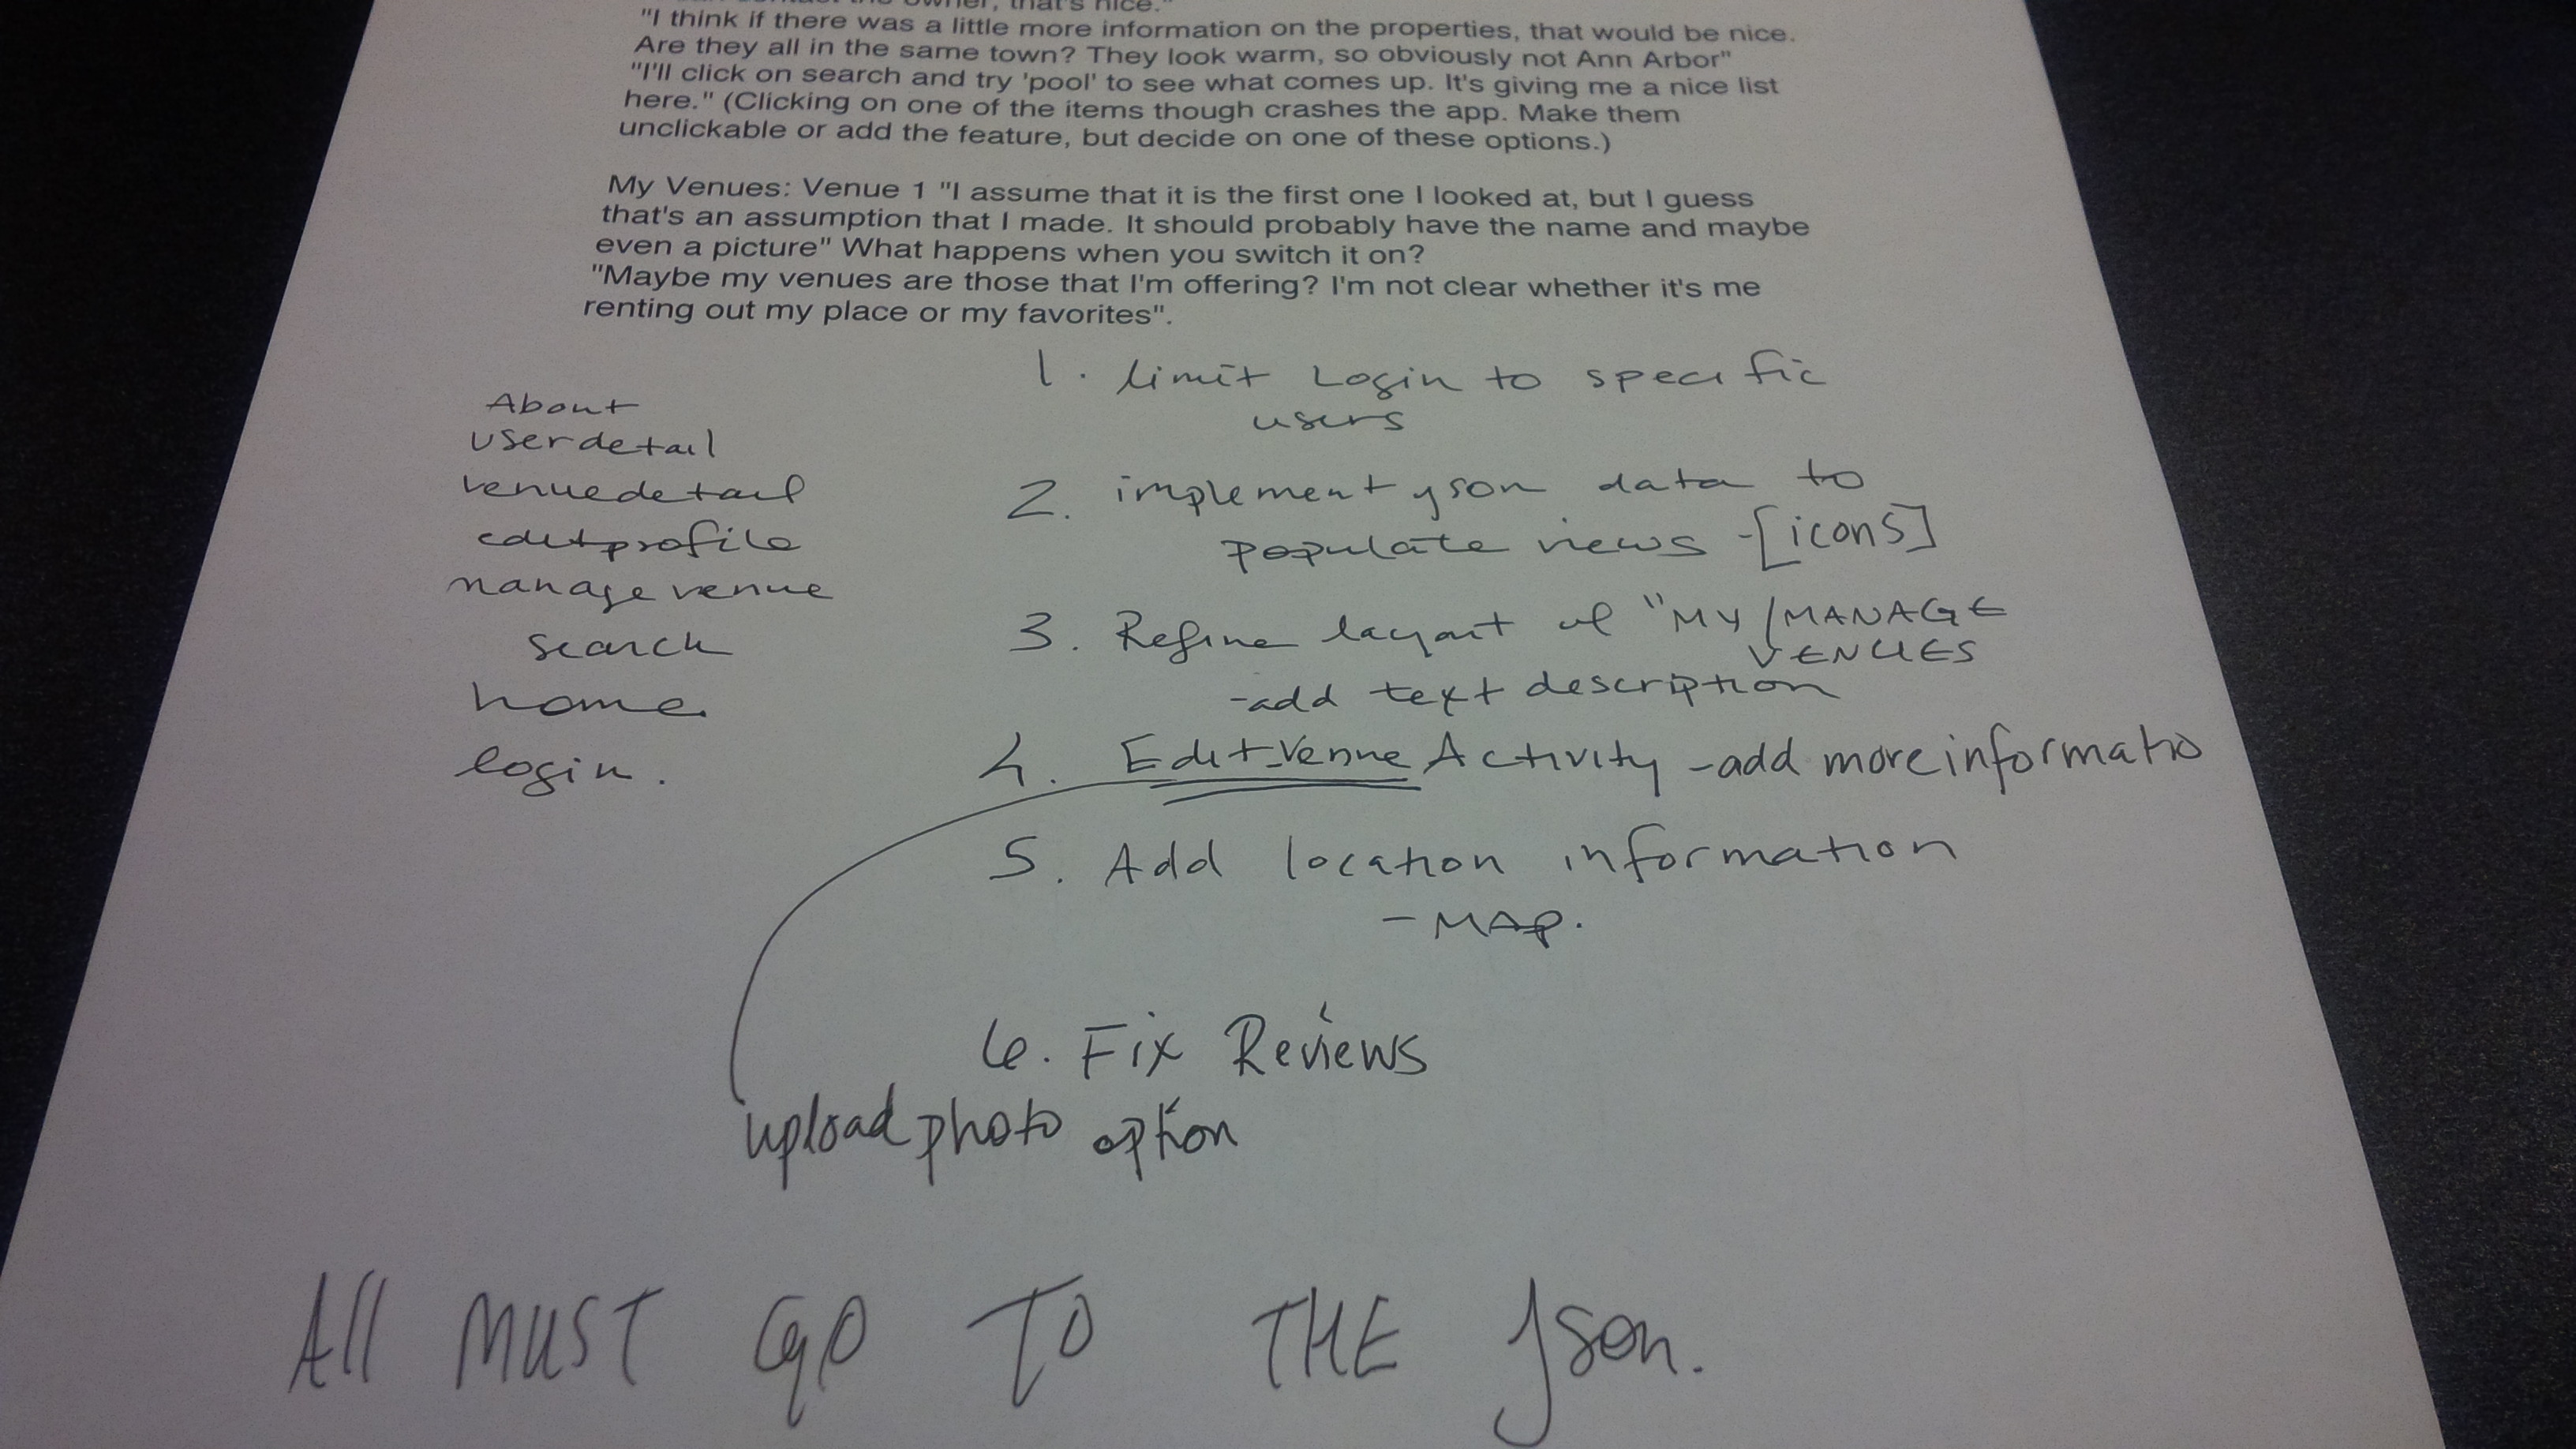 owner, that's nice."
"I think if there was a little more information on the properties, that would be nice.
Are they all in the same town? They look warm, so obviously not Ann Arbor"
"I'll click on search and try 'pool' to see what comes up. It's giving me a nice list
here." (Clicking on one of the items though crashes the app. Make them
unclickable or add the feature, but decide on one of these options.)
My Venues: Venue 1 "I assume that it is the first one I looked at, but I guess
that's an assumption that I made. It should probably have the name and maybe
even a picture" What happens when you switch it on?
"Maybe my venues are those that I'm offering? I'm not clear whether it's me
renting out my place or my favorites".
About
userdetail
venuedetail
editprofile
manage venue
search
home
login.
1. limit Login to specific
users
2. implement json data to
populate views -[icons]
3. Refine layout of "MY/MANAGE
VENUES
-add text description
4. Edit_Venue Activity -add more informatio
5. Add location information
- MAP.
6. Fix Reviews
upload photo option
All MUST GO TO THE Json.